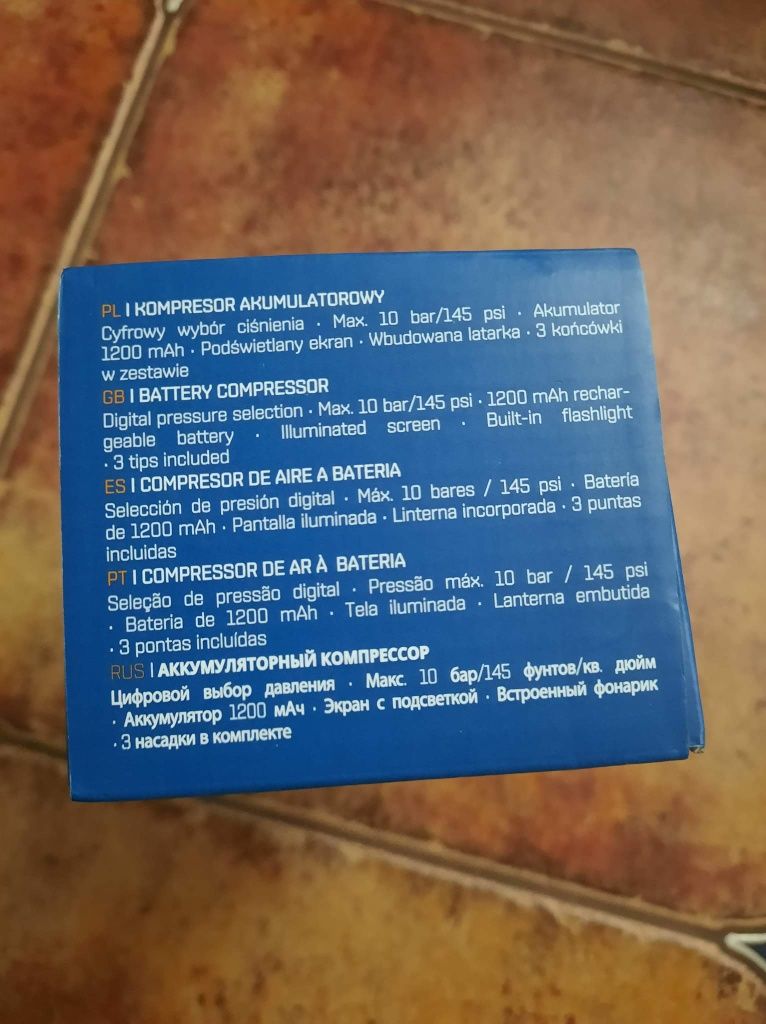 PL | KOMPRESOR AKUMULATOROWY
Cyfrowy wybór ciśnienia · Max. 10 bar/145 psi · Akumulator
1200 mAh · Podświetlany ekran · Wbudowana latarka · 3 końcówki
w zestawie
GB | BATTERY COMPRESSOR
Digital pressure selection · Max. 10 bar/145 psi · 1200 mAh rechar-
geable battery · Illuminated screen · Built-in flashlight
· 3 tips included
ES | COMPRESOR DE AIRE A BATERIA
Selección de presión digital · Máx. 10 bares / 145 psi · Batería
de 1200 mAh · Pantalla iluminada · Linterna incorporada · 3 puntas
incluidas
PT | COMPRESSOR DE AR À BATERIA
Seleção de pressão digital · Pressão máx. 10 bar / 145 psi
· Bateria de 1200 mAh · Tela iluminada · Lanterna embutida
· 3 pontas incluídas
RUS | АККУМУЛЯТОРНЫЙ КОМПРЕССОР
Цифровой выбор давления · Макс. 10 бар/145 фунтов/кв. дюйм
· Аккумулятор 1200 мАч · Экран с подсветкой · Встроенный фонарик
· 3 насадки в комплекте